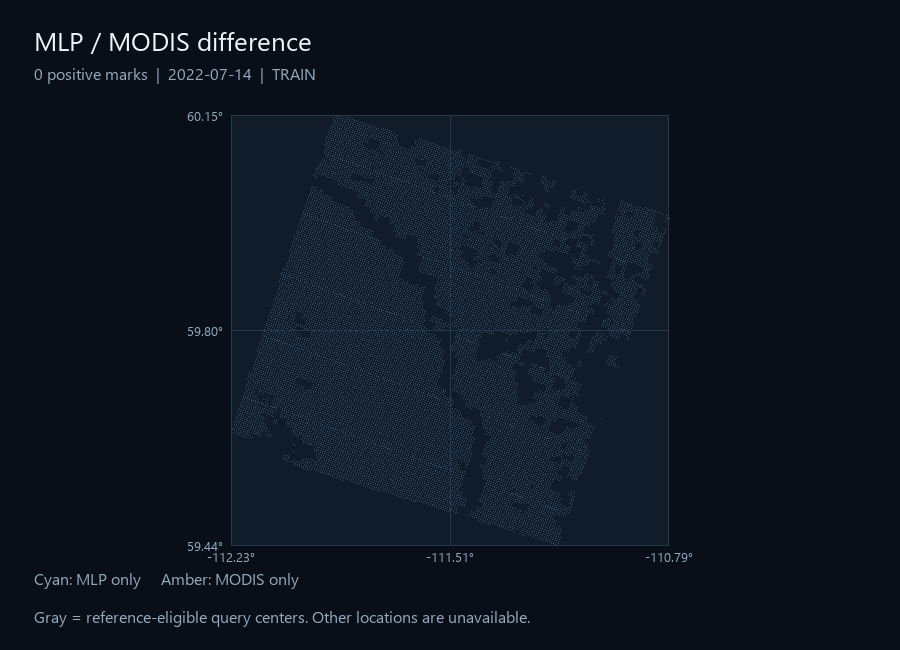 MLP / MODIS difference
0 positive marks | 2022-07-14 | TRAIN
60.15°
59.80°
59.44°
-112.23° -111.51° -110.79°
Cyan: MLP only Amber: MODIS only
Gray = reference-eligible query centers. Other locations are unavailable.